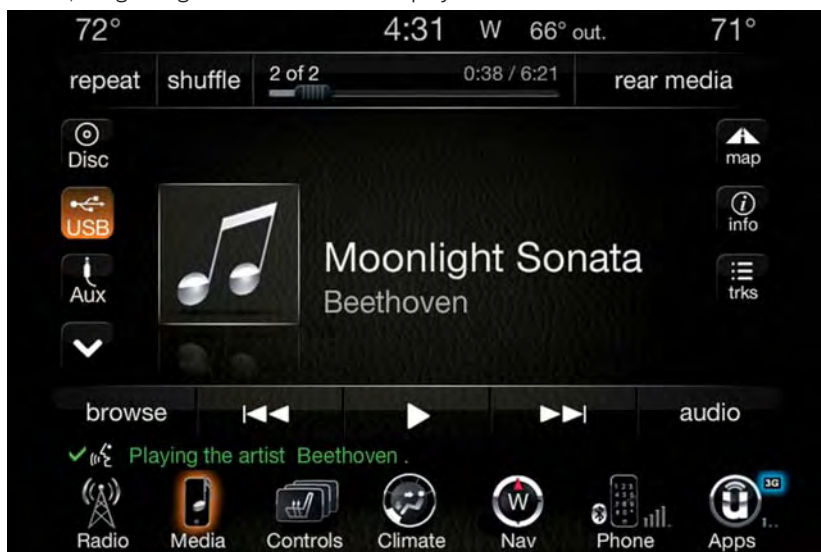 72° 4:31 W 66° out. 71°
repeat shuffle 2 of 2 0:38 / 6:21 rear media
Disc
map
USB
info
Moonlight Sonata
Beethoven
Aux
trks
browse audio
Playing the artist Beethoven .
W
3G
Radio Media Controls Climate Nav Phone Apps